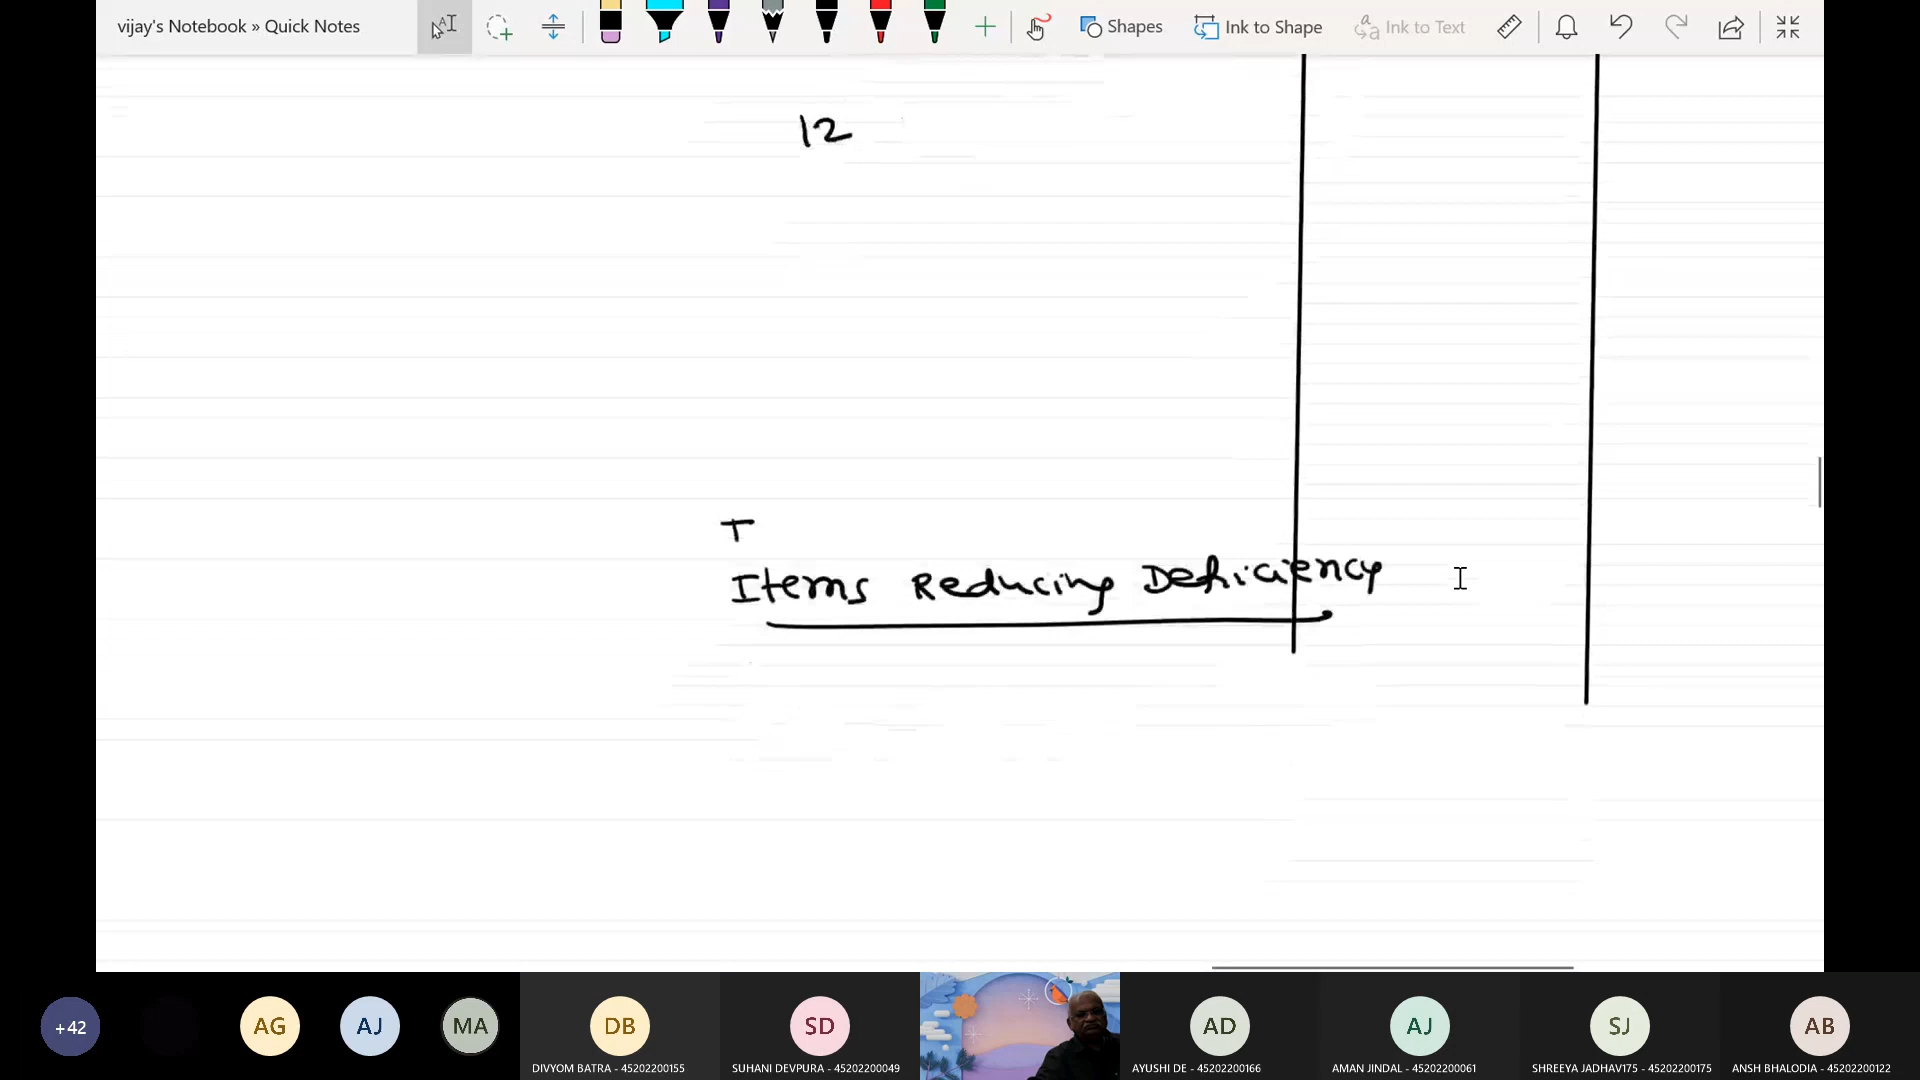 vijay's Notebook » Quick Notes
Shapes
Ink to Shape
Ink to Text
12
T
Items Reducing Deficiency
+42
AG
AJ
MA
DB
SD
AD
AJ
SJ
AB
DIVYOM BATRA - 45202200155
SUHANI DEVPURA - 45202200049
AYUSHI DE - 45202200166
AMAN JINDAL - 45202200061
SHREEYA JADHAV175 - 45202200175
ANSH BHALODIA - 45202200122